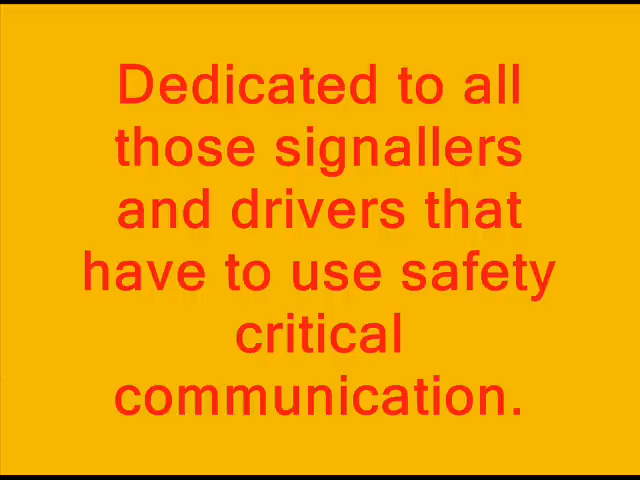 Dedicated to all
those signallers
and drivers that
have to use safety
critical
communication.